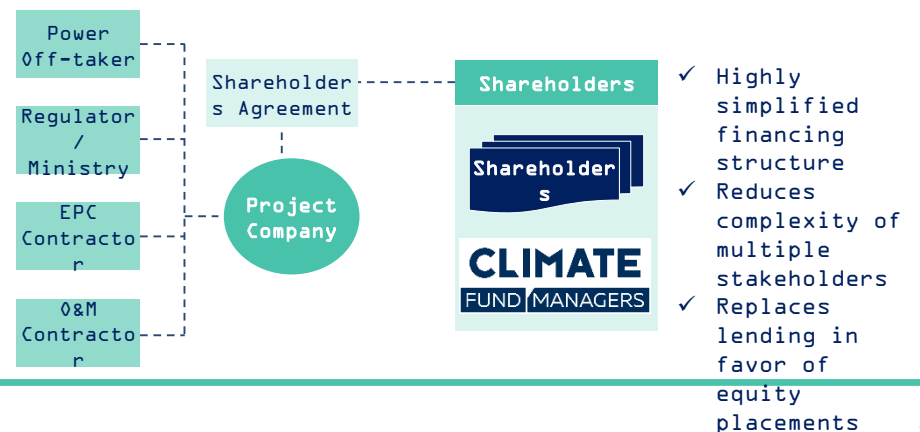 Power
Off-taker
Regulator
/
Ministry
EPC
Contracto
r
O&M
Contracto
r
Shareholder
s Agreement
Project
Company
Shareholders
Shareholder
s
CLIMATE
FUND MANAGERS
✓ Highly
simplified
financing
structure
✓ Reduces
complexity of
multiple
stakeholders
✓ Replaces
lending in
favor of
equity
placements